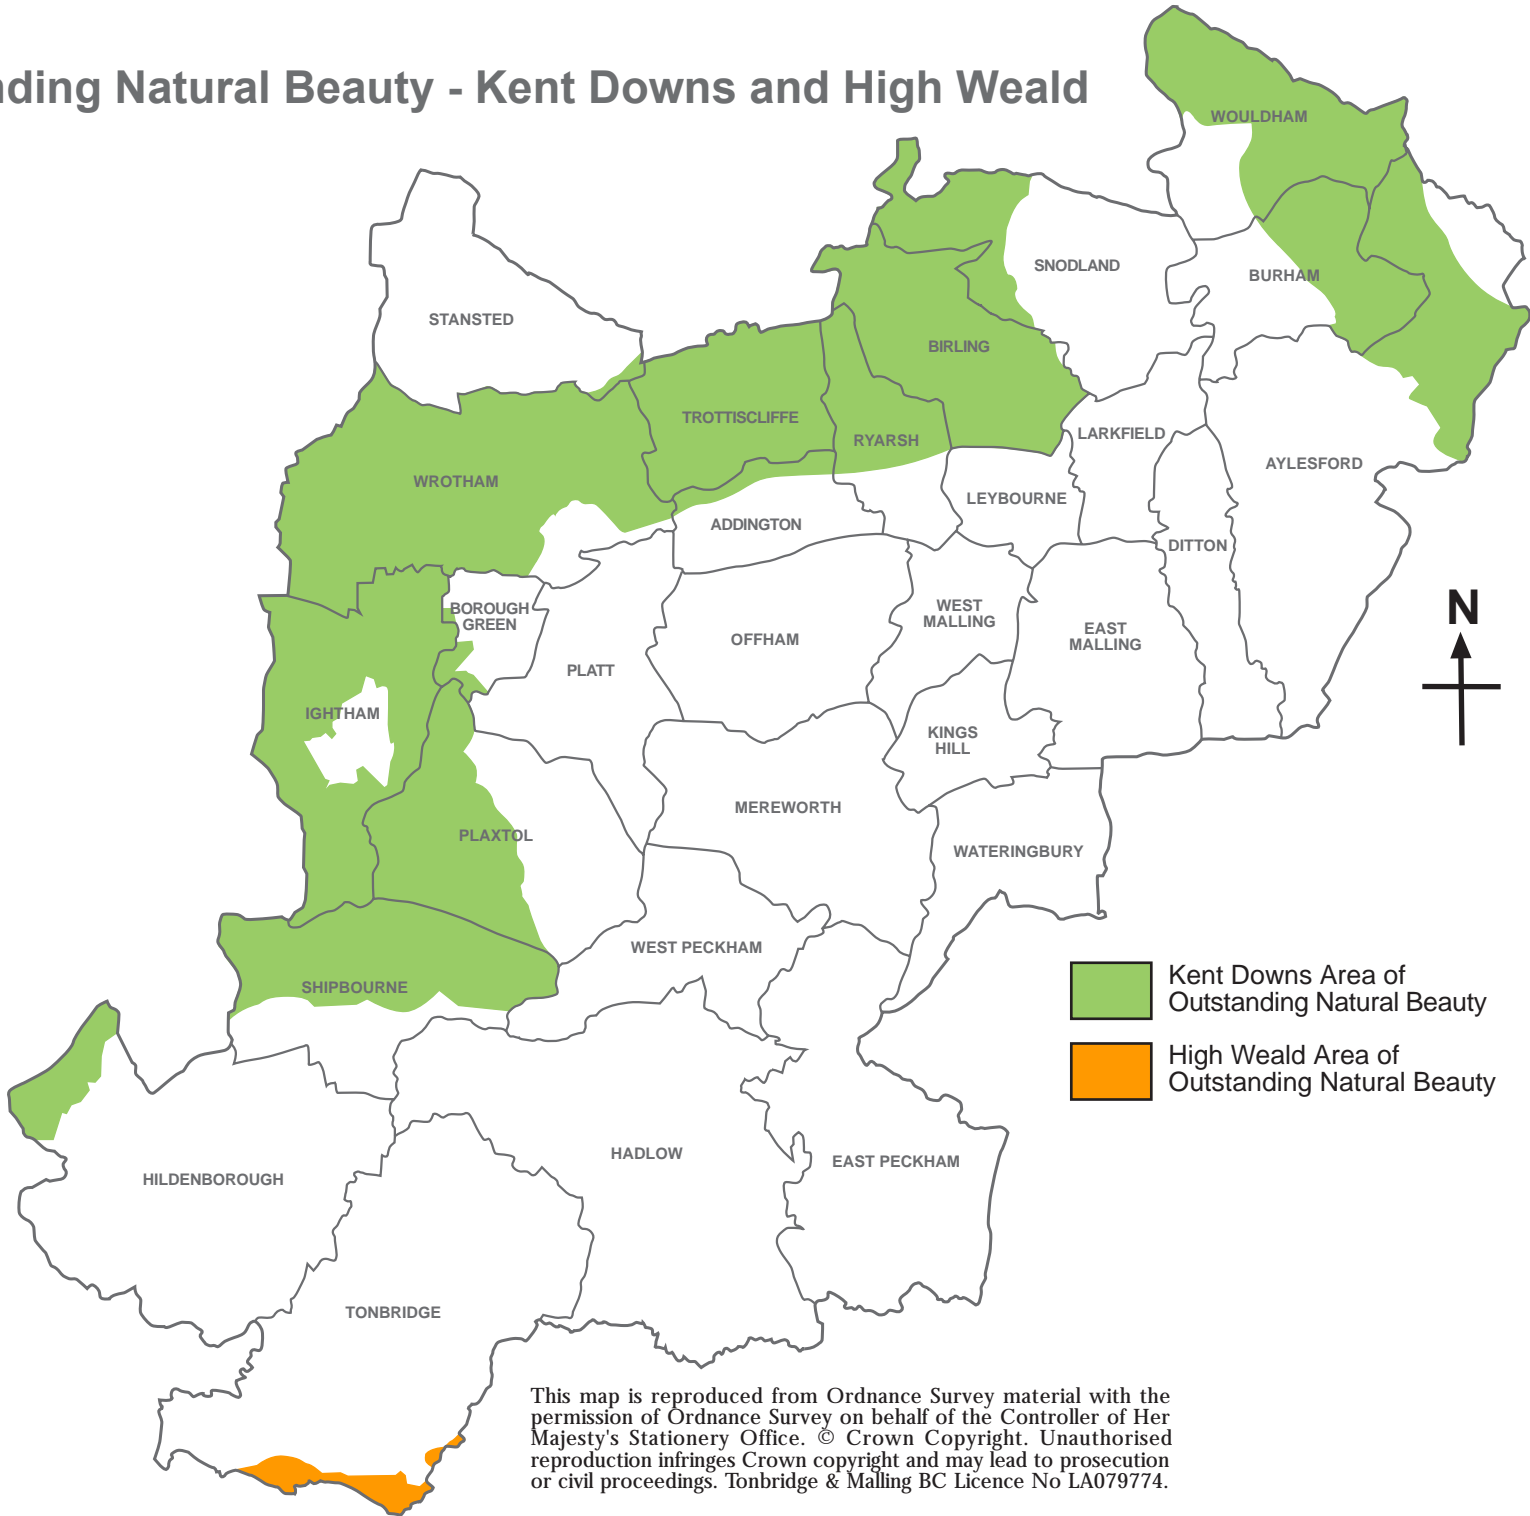 nding Natural Beauty - Kent Downs and High Weald
WOULDHAM
SNODLAND
BURHAM
STANSTED
BIRLING
TROTTISCLIFFE
RYARSH
LARKFIELD
AYLESFORD
WROTHAM
LEYBOURNE
ADDINGTON
DITTON
BOROUGH
GREEN
WEST
MALLING
EAST
MALLING
OFFHAM
N
PLATT
IGHTHAM
KINGS
HILL
MEREWORTH
PLAXTOL
WATERINGBURY
WEST PECKHAM
SHIPBOURNE
Kent Downs Area of
Outstanding Natural Beauty
High Weald Area of
Outstanding Natural Beauty
HADLOW
EAST PECKHAM
HILDENBOROUGH
TONBRIDGE
This map is reproduced from Ordnance Survey material with the
permission of Ordnance Survey on behalf of the Controller of Her
Majesty's Stationery Office. © Crown Copyright. Unauthorised
reproduction infringes Crown copyright and may lead to prosecution
or civil proceedings. Tonbridge & Malling BC Licence No LA079774.